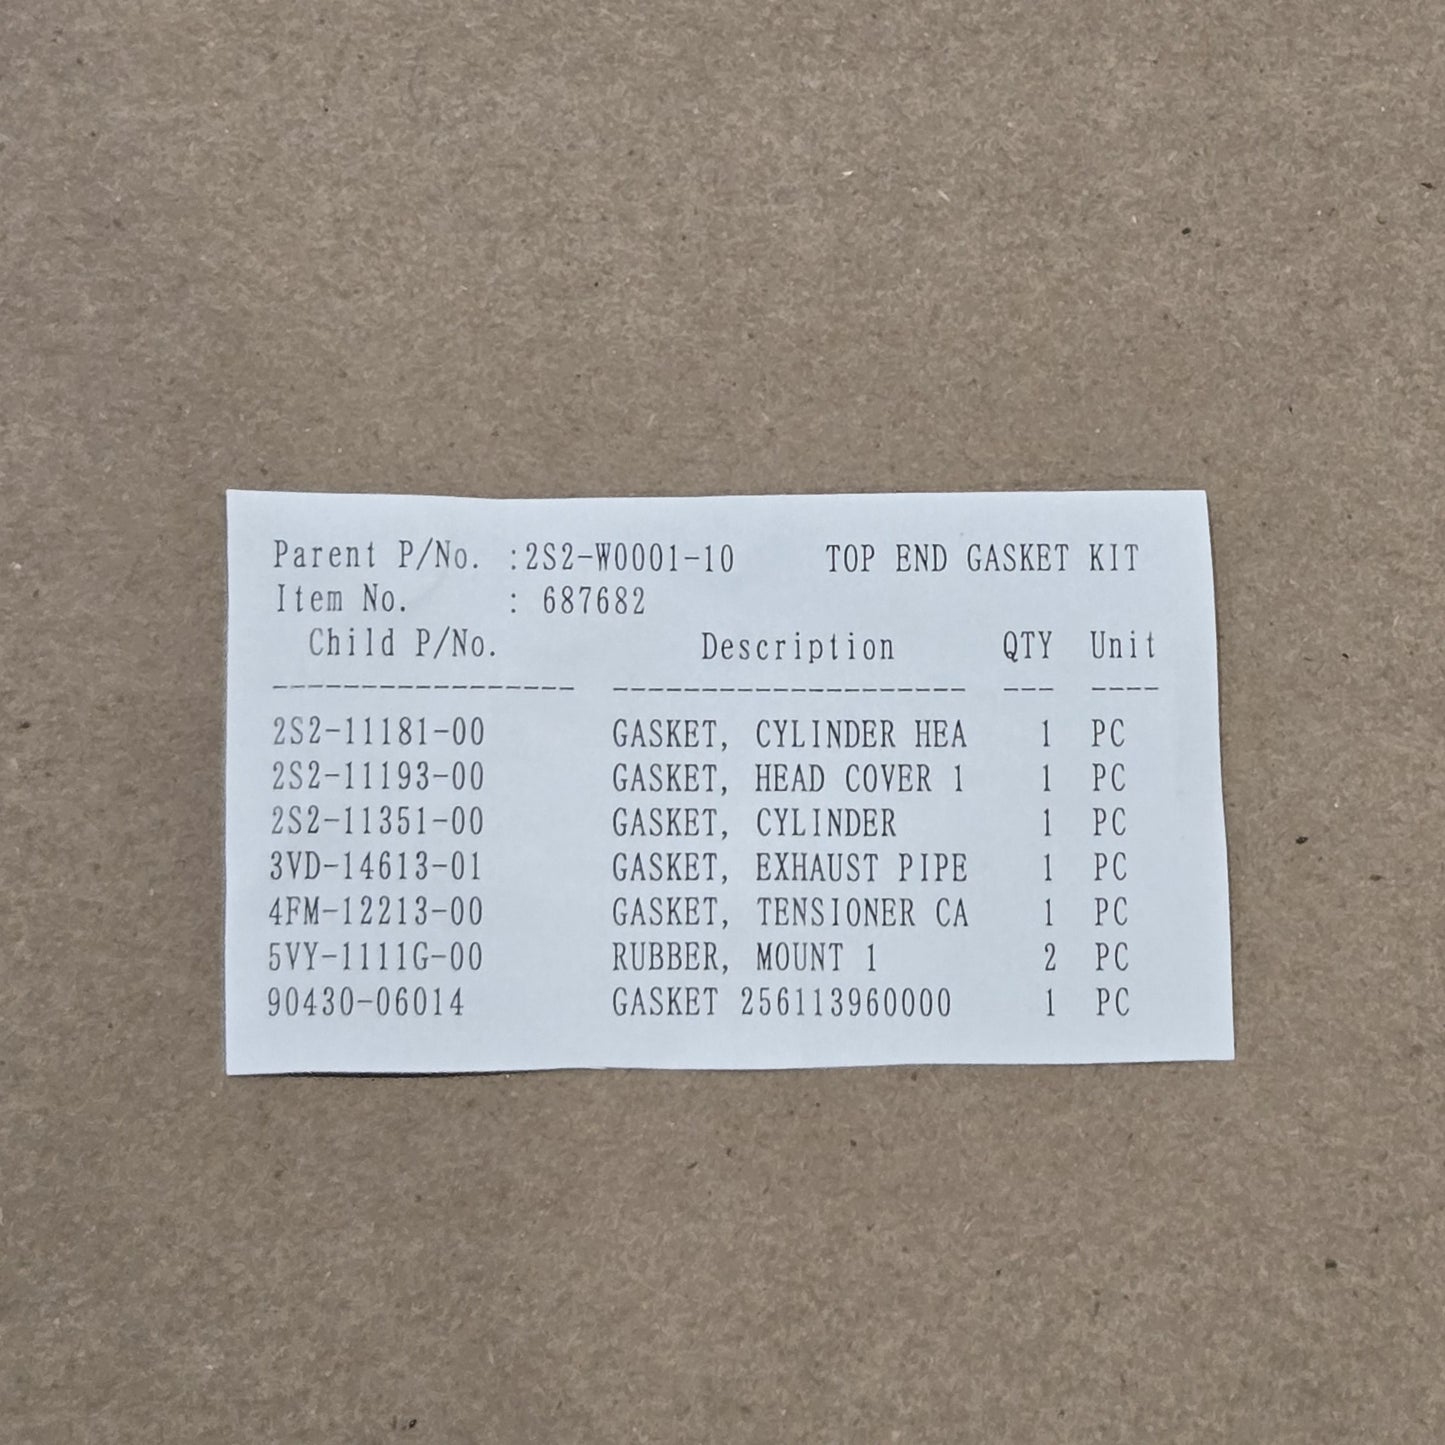 Parent P/No. :2S2-W0001-10 TOP END GASKET KIT
Item No. : 687682
Child P/No. Description QTY Unit
----------------- -------------------- --- ----
2S2-11181-00 GASKET, CYLINDER HEA 1 PC
2S2-11193-00 GASKET, HEAD COVER 1 1 PC
2S2-11351-00 GASKET, CYLINDER 1 PC
3VD-14613-01 GASKET, EXHAUST PIPE 1 PC
4FM-12213-00 GASKET, TENSIONER CA 1 PC
5VY-1111G-00 RUBBER, MOUNT 1 2 PC
90430-06014 GASKET 256113960000 1 PC